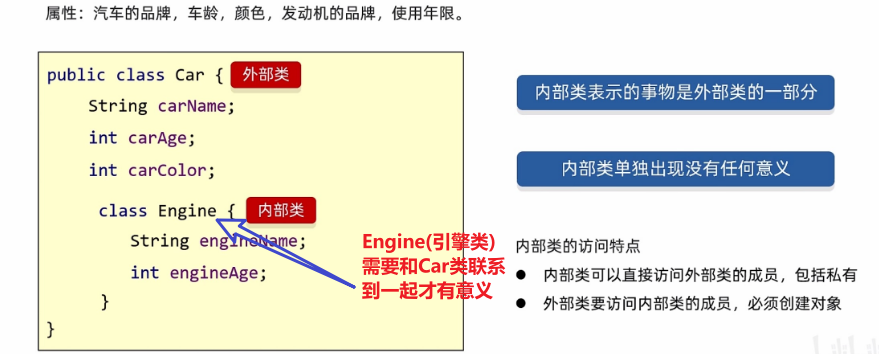 属性：汽车的品牌，车龄，颜色，发动机的品牌，使用年限。
public class Car { 外部类
String carName;
int carAge;
int carColor;
class Engine { 内部类
String engineName;
int engineAge;
}
}
Engine(引擎类)
需要和Car类联系
到一起才有意义
内部类表示的事物是外部类的一部分
内部类单独出现没有任何意义
内部类的访问特点
● 内部类可以直接访问外部类的成员，包括私有
● 外部类要访问内部类的成员，必须创建对象